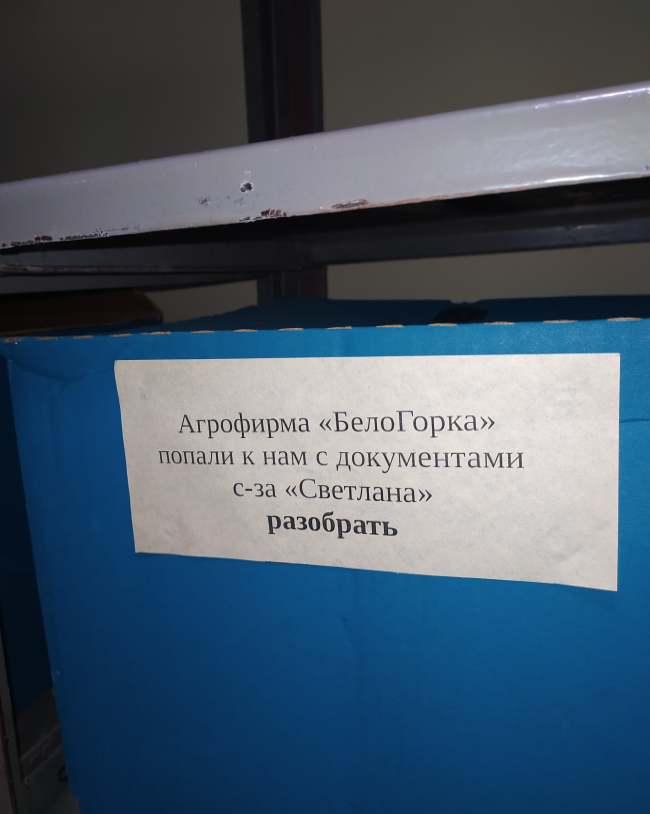 Агрофирма «БелоГорка»
попали к нам с документами
с-за «Светлана»
разобрать